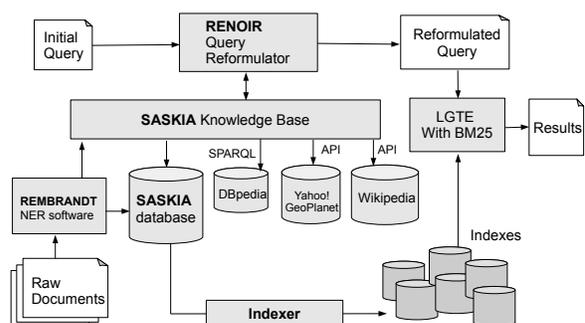 Initial
Query
RENOIR
Query
Reformulator
Reformulated
Query
SASKIA Knowledge Base
LGTE
With BM25
Results
SPARQL
API
API
REMBRANDT
NER software
SASKIA
database
DBpedia
Yahoo!
GeoPlanet
Wikipedia
Raw
Documents
Indexes
Indexer